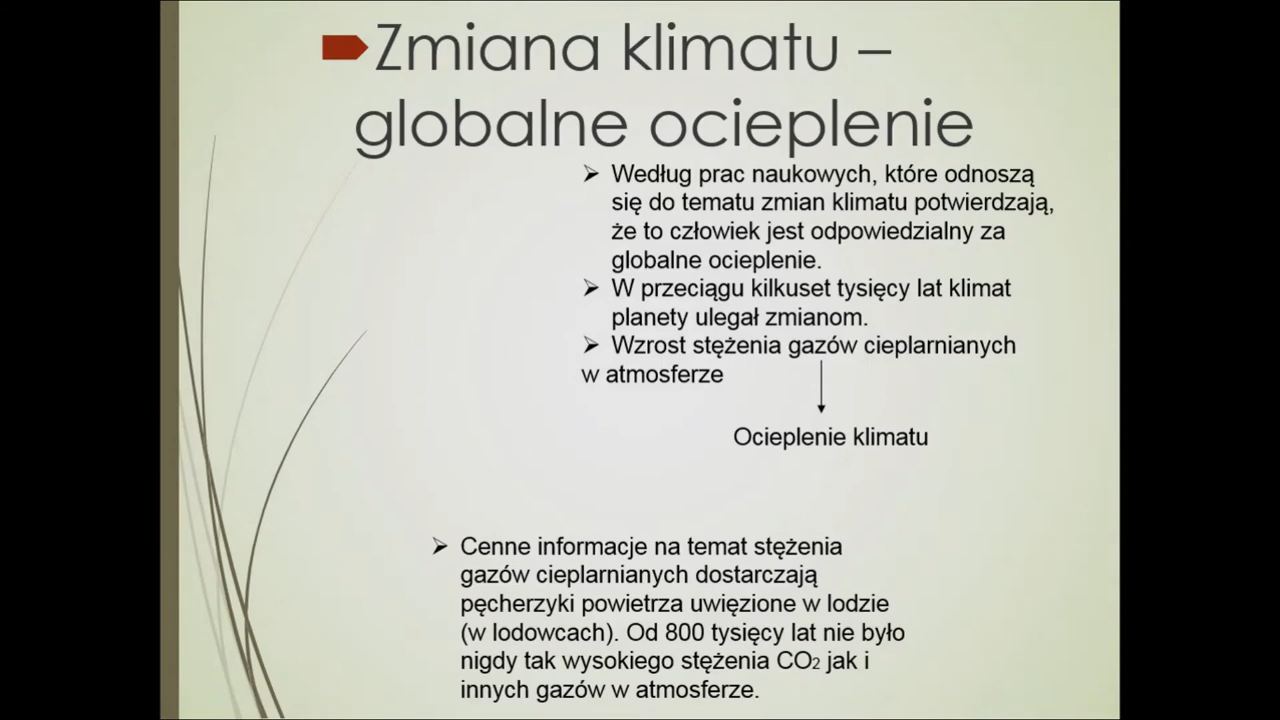 Zmiana klimatu –
globalne ocieplenie
➢ Według prac naukowych, które odnoszą
się do tematu zmian klimatu potwierdzają,
że to człowiek jest odpowiedzialny za
globalne ocieplenie.
➢ W przeciągu kilkuset tysięcy lat klimat
planety ulegał zmianom.
➢ Wzrost stężenia gazów cieplarnianych
w atmosferze
Ocieplenie klimatu
➢ Cenne informacje na temat stężenia
gazów cieplarnianych dostarczają
pęcherzyki powietrza uwięzione w lodzie
(w lodowcach). Od 800 tysięcy lat nie było
nigdy tak wysokiego stężenia CO₂ jak i
innych gazów w atmosferze.